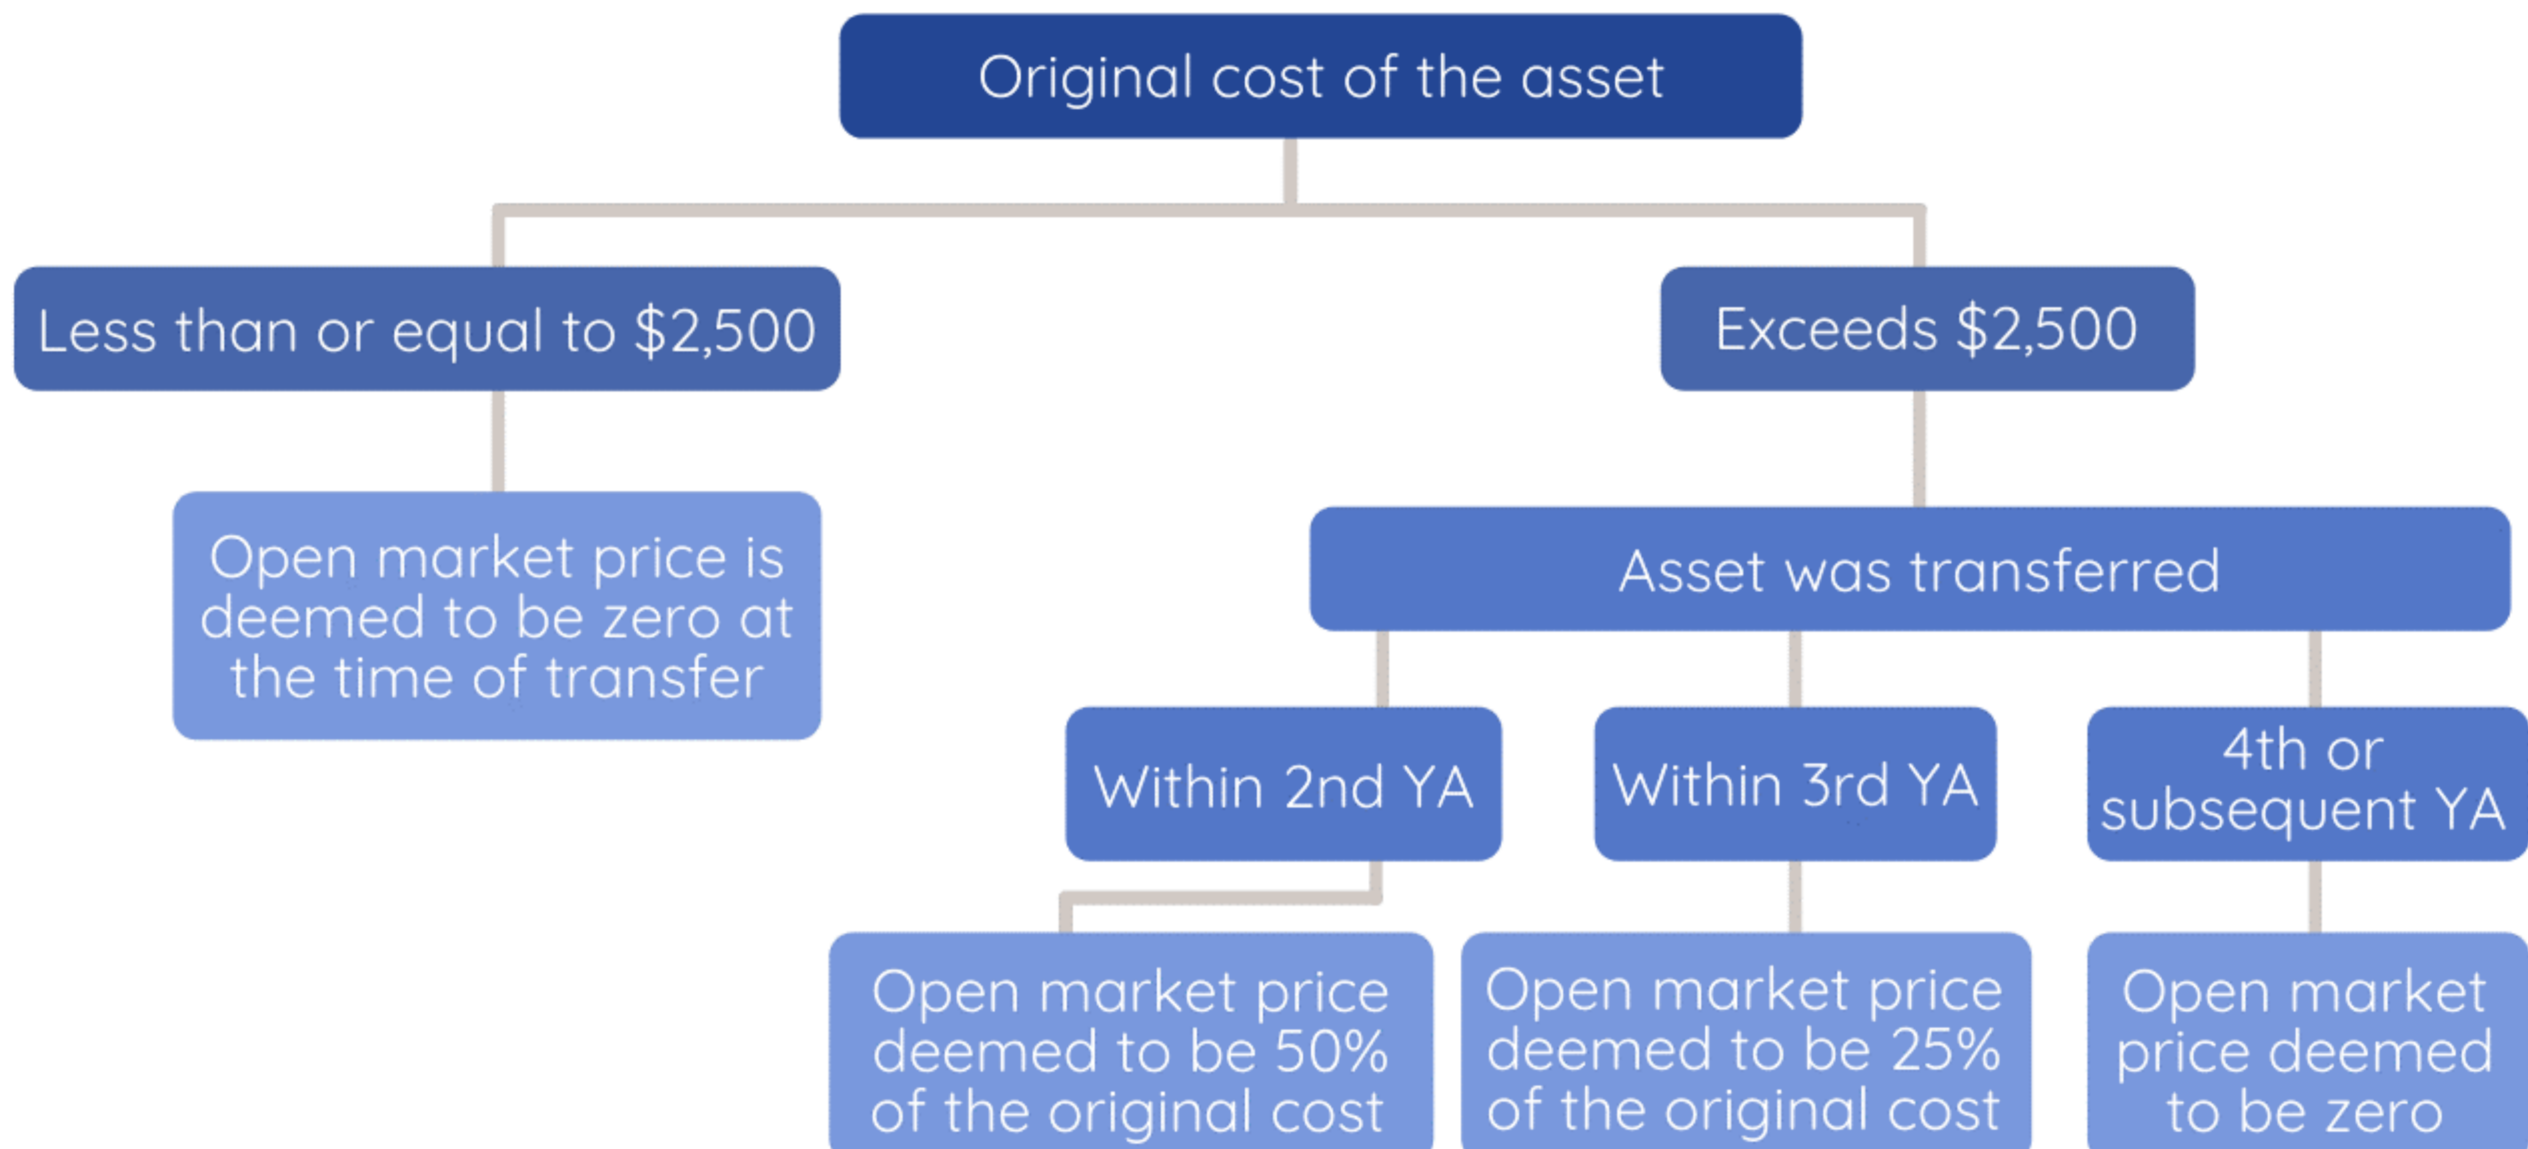 Original cost of the asset
Less than or equal to $2,500
Exceeds $2,500
Open market price is
deemed to be zero at
the time of transfer
Asset was transferred
Within 2nd YA
Within 3rd YA
4th or
subsequent YA
Open market price
deemed to be 50%
of the original cost
Open market price
deemed to be 25%
of the original cost
Open market
price deemed
to be zero